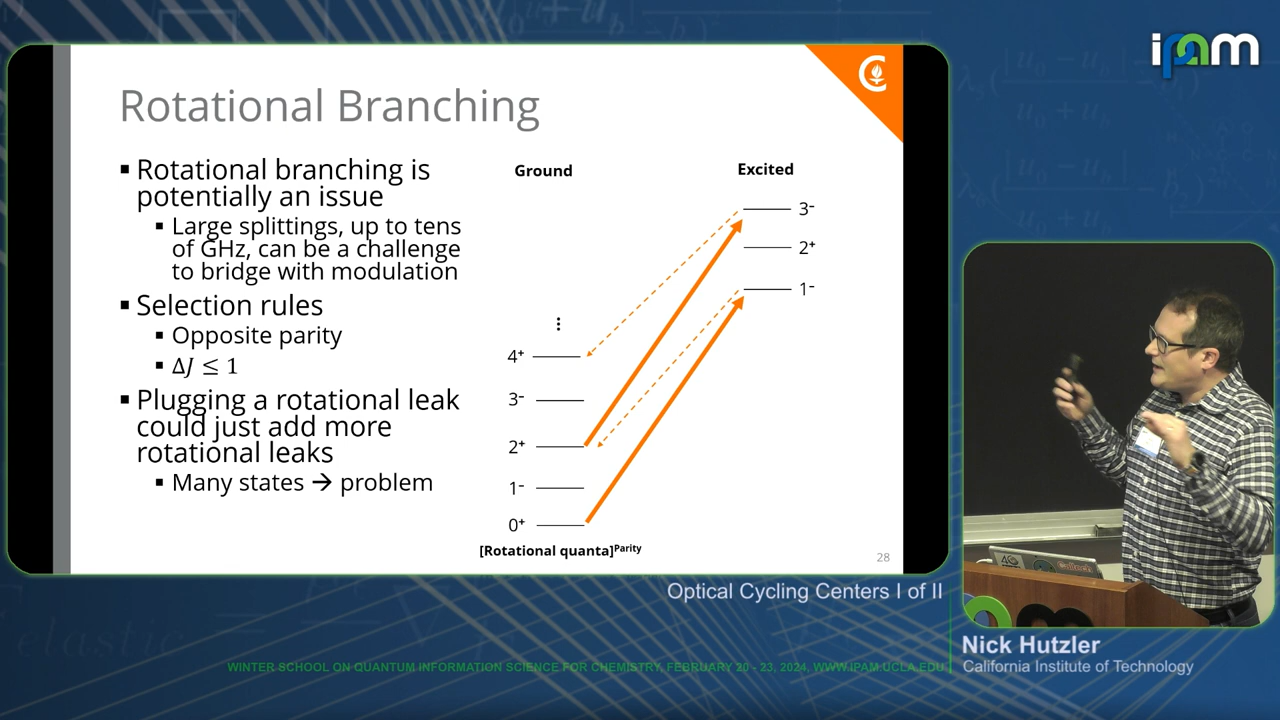 ipam
Rotational Branching
▪ Rotational branching is
potentially an issue
▪ Large splittings, up to tens
of GHz, can be a challenge
to bridge with modulation
▪ Selection rules
▪ Opposite parity
▪ ΔJ ≤ 1
▪ Plugging a rotational leak
could just add more
rotational leaks
▪ Many states → problem
Ground
Excited
3⁻
2⁺
1⁻
⋮
4⁺
3⁻
2⁺
1⁻
0⁺
[Rotational quanta]ᴾᵃʳⁱᵗʸ
28
Optical Cycling Centers I of II
Nick Hutzler
California Institute of Technology
WINTER SCHOOL ON QUANTUM INFORMATION SCIENCE FOR CHEMISTRY, FEBRUARY 20 - 23, 2024, WWW.IPAM.UCLA.EDU
elastic